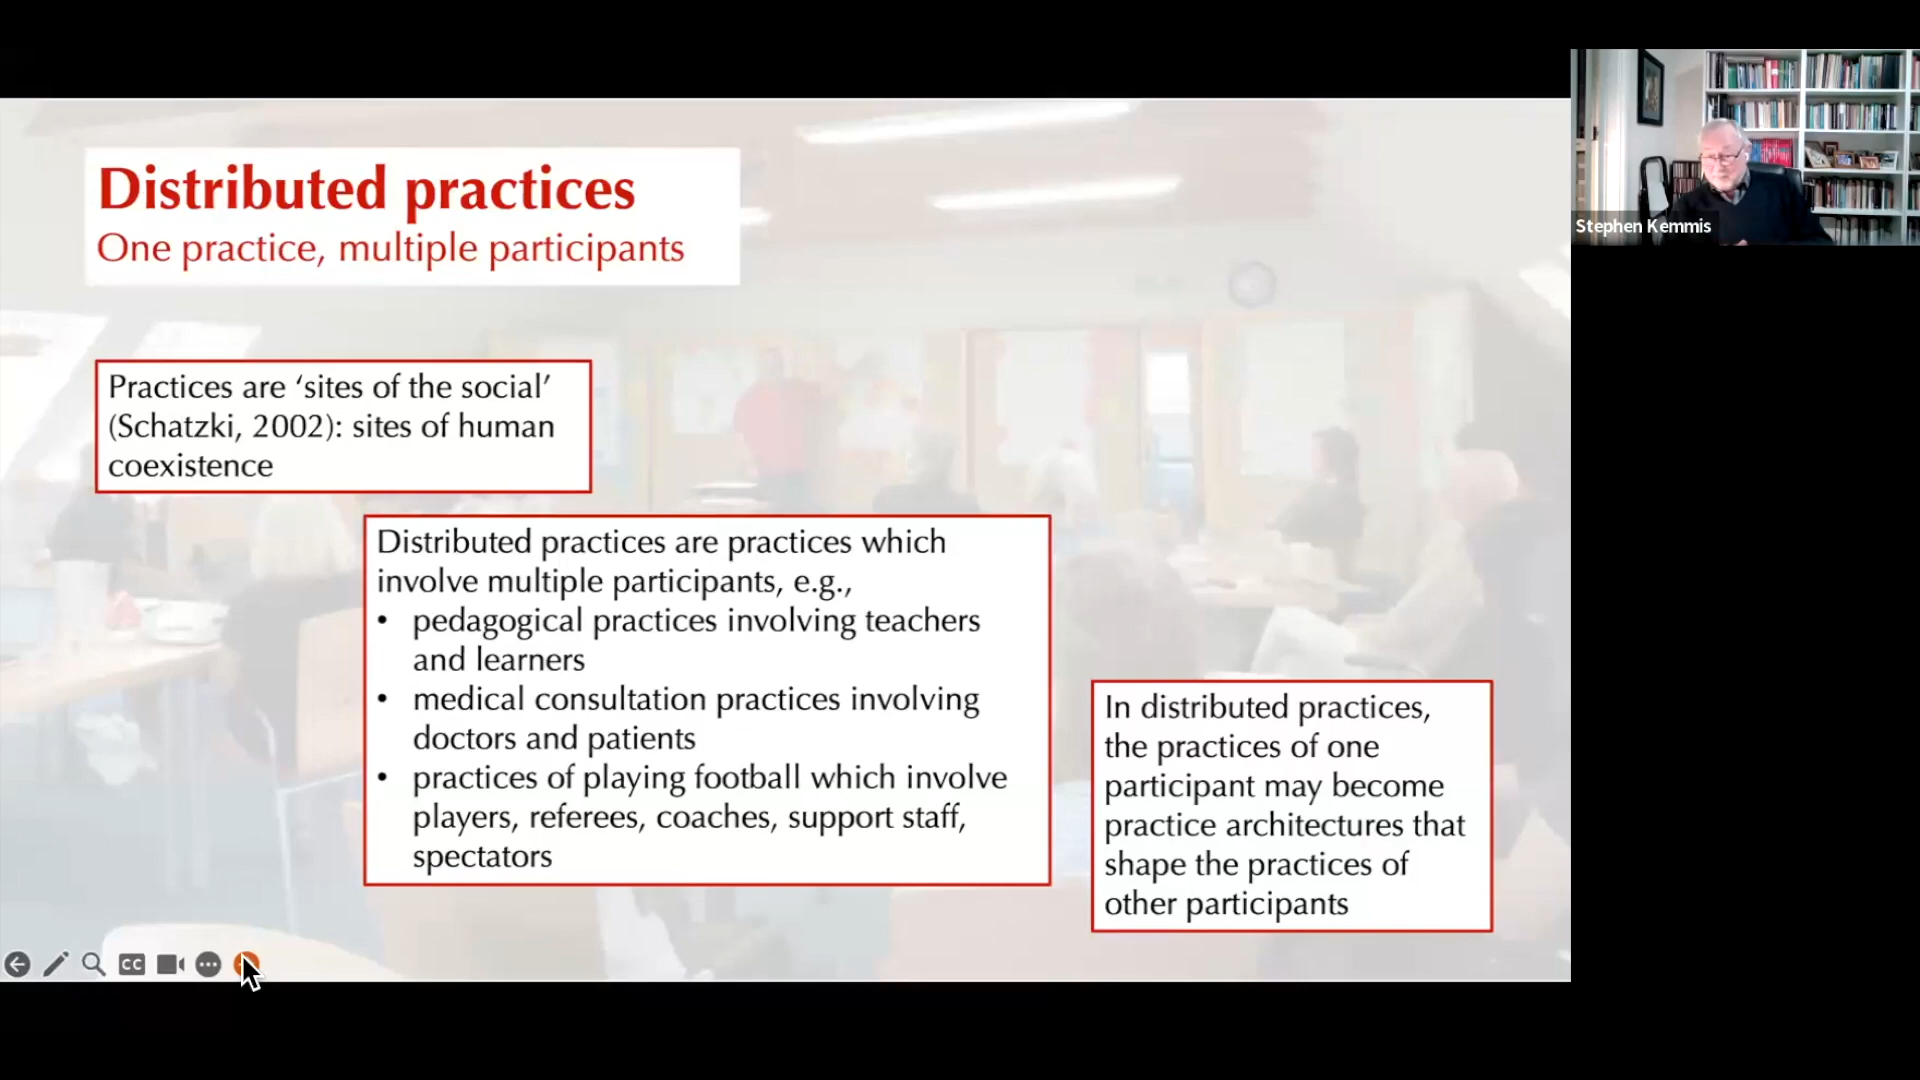 Distributed practices
One practice, multiple participants
Practices are ‘sites of the social’
(Schatzki, 2002): sites of human
coexistence
Distributed practices are practices which
involve multiple participants, e.g.,
• pedagogical practices involving teachers
and learners
• medical consultation practices involving
doctors and patients
• practices of playing football which involve
players, referees, coaches, support staff,
spectators
In distributed practices,
the practices of one
participant may become
practice architectures that
shape the practices of
other participants
CC
Stephen Kemmis